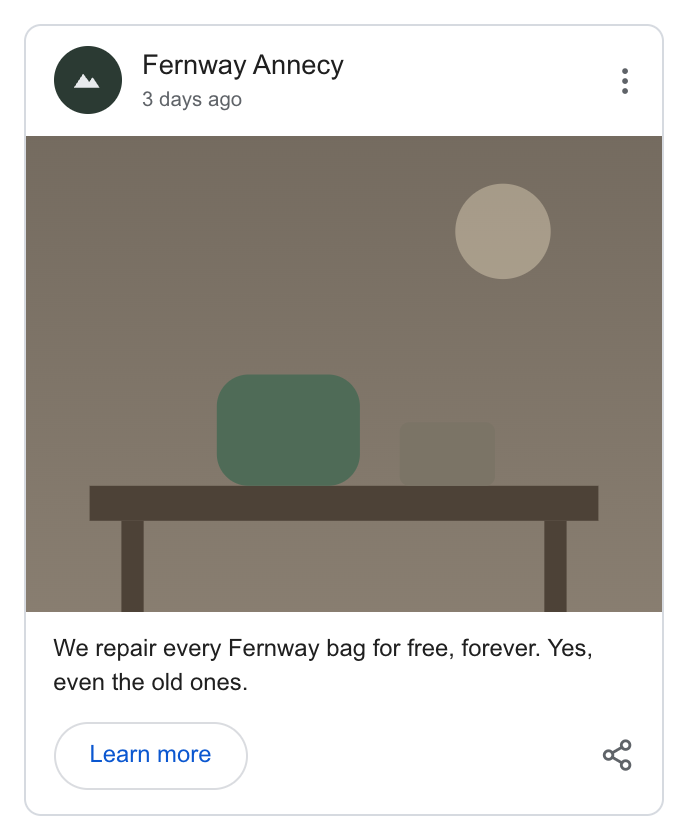 Fernway Annecy
3 days ago
We repair every Fernway bag for free, forever. Yes,
even the old ones.
Learn more